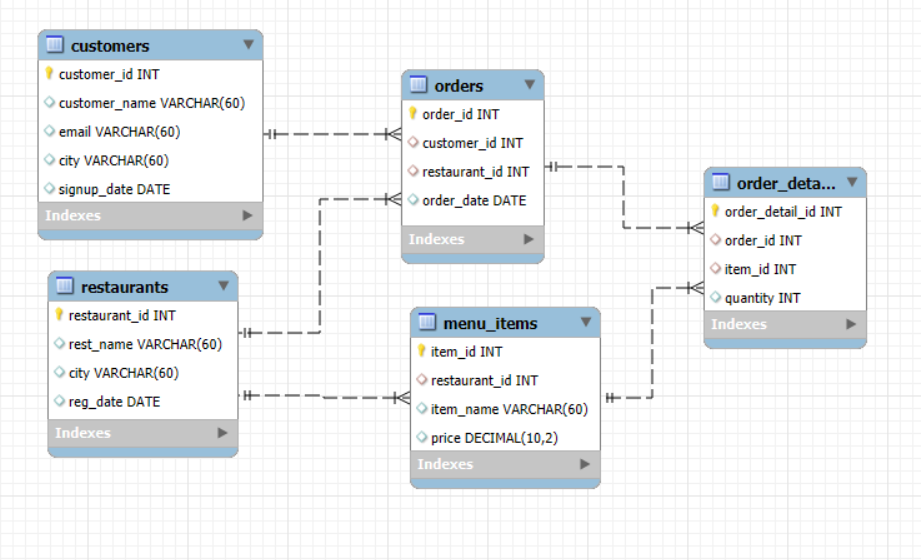 customers
customer_id INT
customer_name VARCHAR(60)
email VARCHAR(60)
city VARCHAR(60)
signup_date DATE
Indexes
orders
order_id INT
customer_id INT
restaurant_id INT
order_date DATE
Indexes
order_deta...
order_detail_id INT
order_id INT
item_id INT
quantity INT
Indexes
restaurants
restaurant_id INT
rest_name VARCHAR(60)
city VARCHAR(60)
reg_date DATE
Indexes
menu_items
item_id INT
restaurant_id INT
item_name VARCHAR(60)
price DECIMAL(10,2)
Indexes